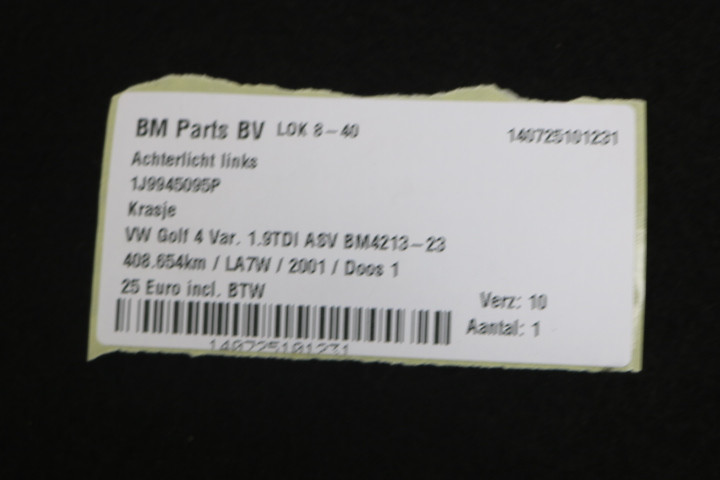 BM Parts BV LOK 8-40 140725101231
Achterlicht links
1J9945095P
Krasje
VW Golf 4 Var. 1.9TDI ASV BM4213-23
408.654km / LA7W / 2001 / Doos 1
25 Euro incl. BTW
Verz: 10
Aantal: 1
140725101231